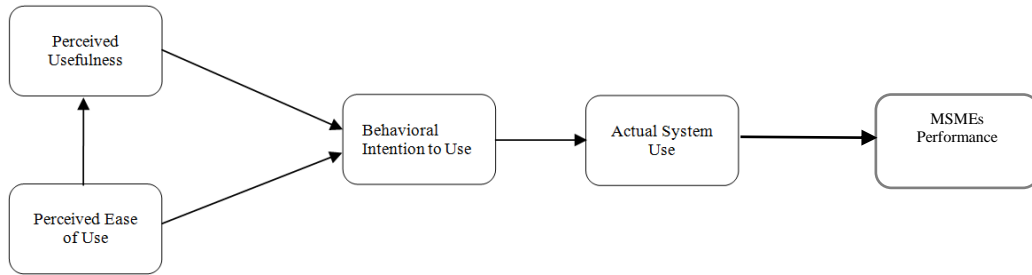 Perceived
Usefulness
Perceived Ease
of Use
Behavioral
Intention to Use
Actual System
Use
MSMEs
Performance